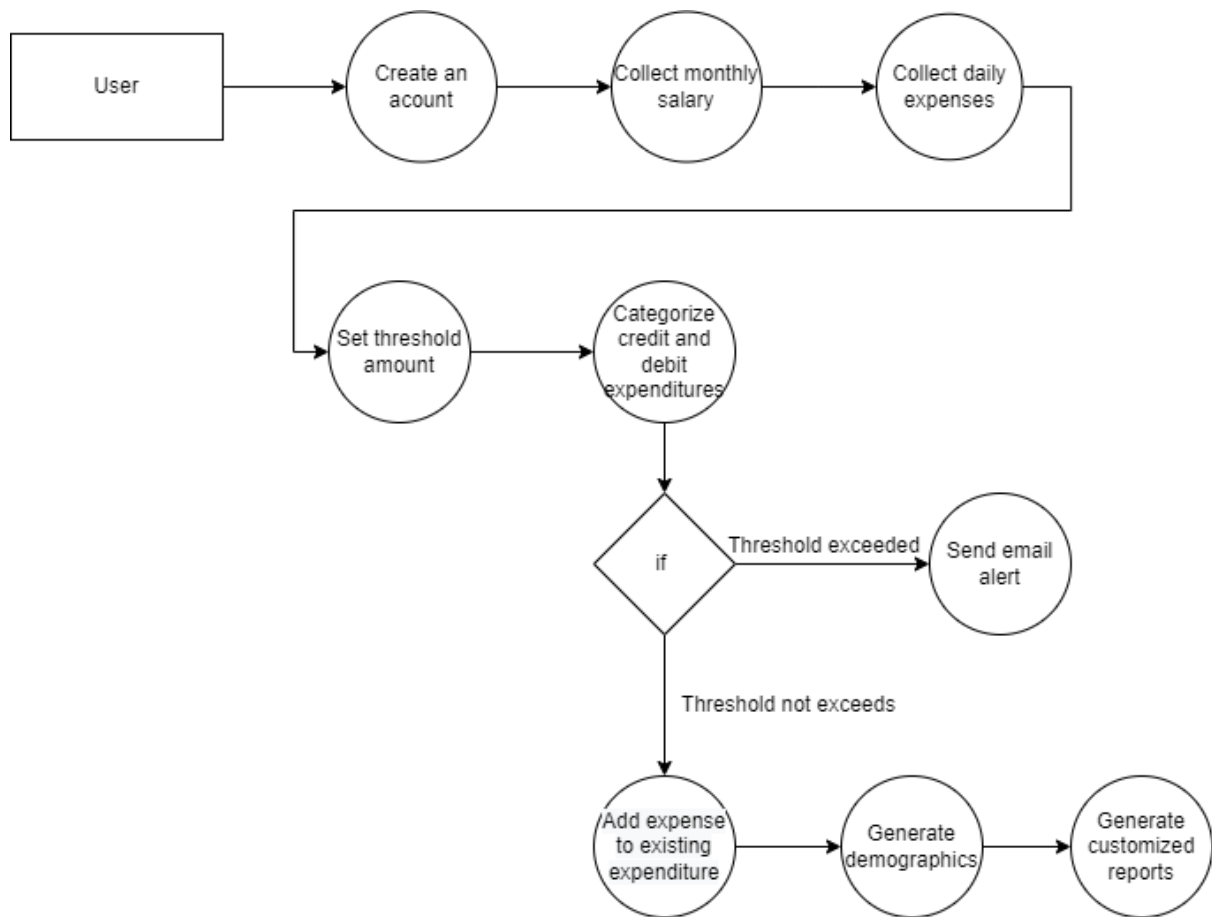 User
Create an
acount
Collect monthly
salary
Collect daily
expenses
Set threshold
amount
Categorize
credit and
debit
expenditures
if
Threshold exceeded
Send email
alert
Threshold not exceeds
Add expense
to existing
expenditure
Generate
demographics
Generate
customized
reports